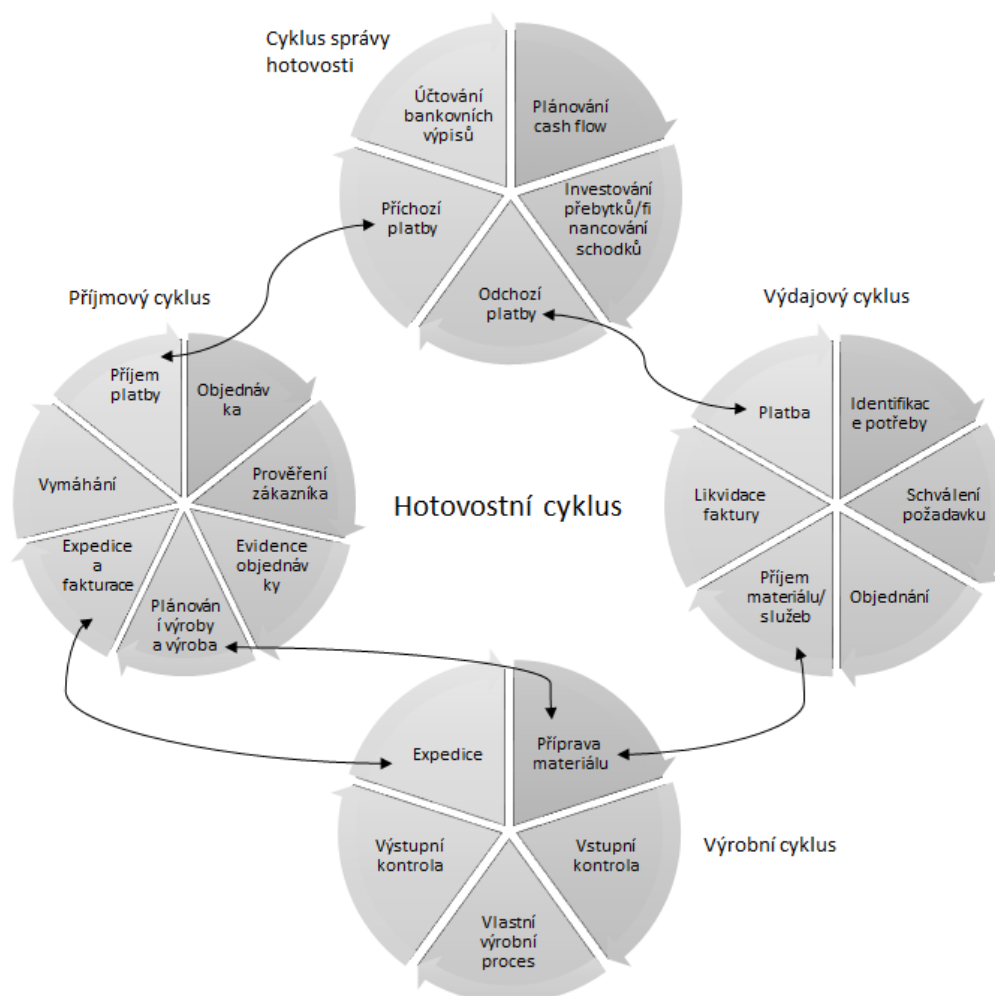 Cyklus správy
hotovosti
Účtování
bankovních
výpisů
Plánování
cash flow
Investování
přebytků/fi
nancování
schodků
Odchozí
platby
Příchozí
platby
Příjmový cyklus
Příjem
platby
Objednáv
ka
Prověření
zákazníka
Evidence
objednáv
ky
Plánován
í výroby
a výroba
Expedice
a
fakturace
Vymáhání
Hotovostní cyklus
Výdajový cyklus
Platba
Identifikac
e potřeby
Schválení
požadavku
Objednání
Příjem
materiálu/
služeb
Likvidace
faktury
Expedice
Příprava
materiálu
Vstupní
kontrola
Vlastní
výrobní
proces
Výstupní
kontrola
Výrobní cyklus